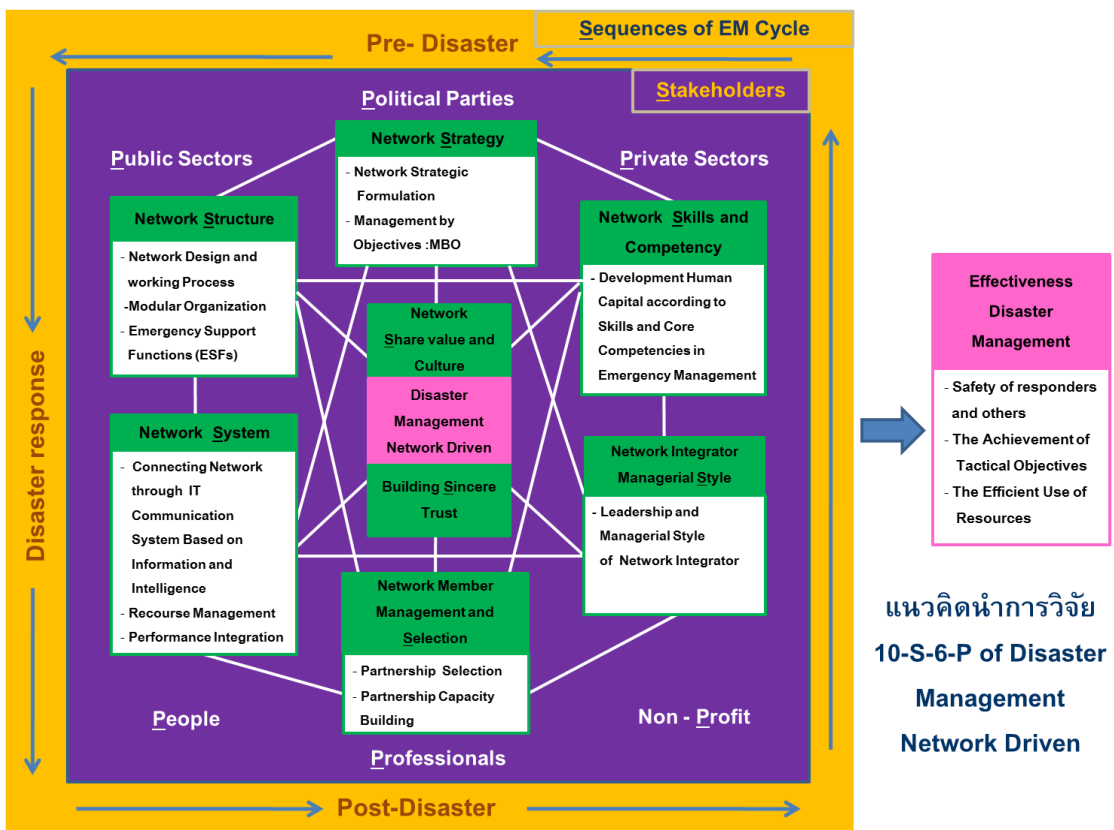 Sequences of EM Cycle
Pre- Disaster
Stakeholders
Political Parties
Public Sectors
Private Sectors
Network Strategy
- Network Strategic
Formulation
- Management by
Objectives :MBO
Network Structure
- Network Design and
working Process
-Modular Organization
- Emergency Support
Functions (ESFs)
Network Skills and
Competency
- Development Human
Capital according to
Skills and Core
Competencies in
Emergency Management
Network
Share value and
Culture
Disaster
Management
Network Driven
Building Sincere
Trust
Network System
- Connecting Network
through IT
Communication
System Based on
Information and
Intelligence
- Recourse Management
- Performance Integration
Network Integrator
Managerial Style
- Leadership and
Managerial Style
of Network Integrator
Network Member
Management and
Selection
- Partnership Selection
- Partnership Capacity
Building
People
Non - Profit
Professionals
Disaster response
Post-Disaster
Effectiveness
Disaster
Management
- Safety of responders
and others
- The Achievement of
Tactical Objectives
- The Efficient Use of
Resources
แนวคิดนำการวิจัย
10-S-6-P of Disaster
Management
Network Driven